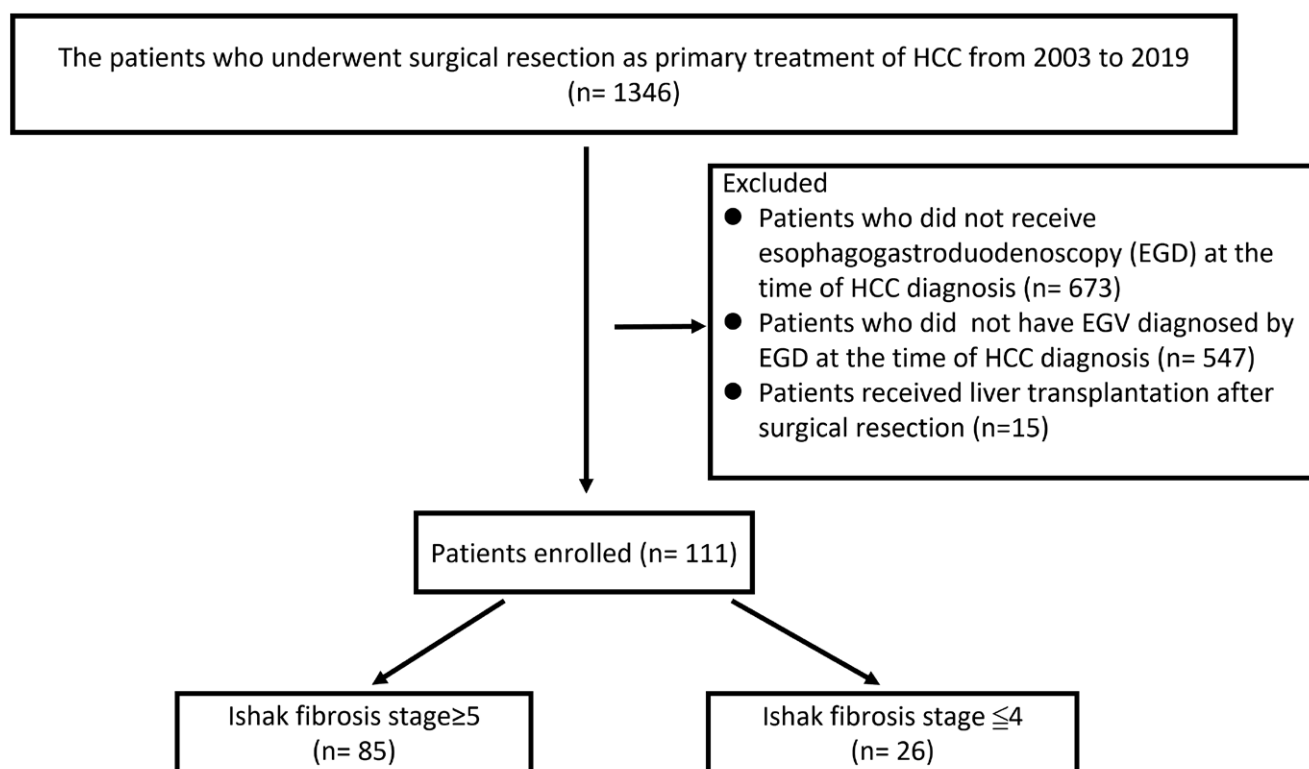 The patients who underwent surgical resection as primary treatment of HCC from 2003 to 2019
(n= 1346)
Excluded
● Patients who did not receive
esophagogastroduodenoscopy (EGD) at the
time of HCC diagnosis (n= 673)
● Patients who did  not have EGV diagnosed by
EGD at the time of HCC diagnosis (n= 547)
● Patients received liver transplantation after
surgical resection (n=15)
Patients enrolled (n= 111)
Ishak fibrosis stage≥5
(n= 85)
Ishak fibrosis stage ≦4
(n= 26)